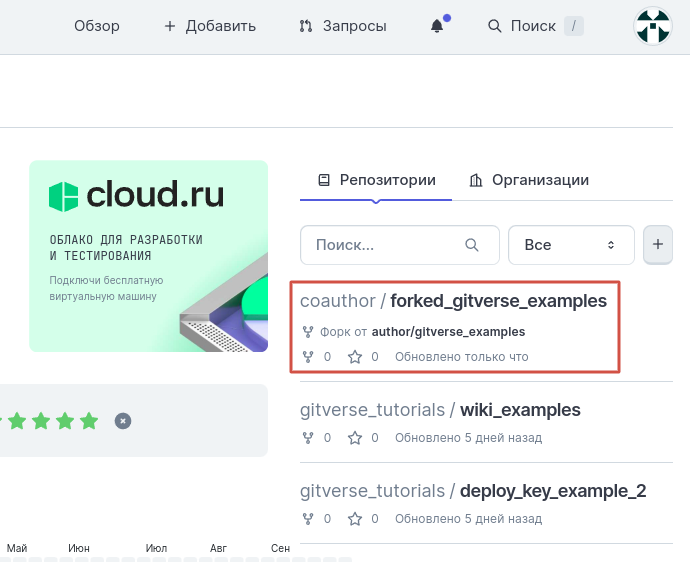 Обзор
Добавить
Запросы
Поиск /
cloud.ru
ОБЛАКО ДЛЯ РАЗРАБОТКИ
И ТЕСТИРОВАНИЯ
Подключи бесплатную
виртуальную машину
Май Июн Июл Авг Сен
Репозитории
Организации
Поиск...
Все
+
coauthor / forked_gitverse_examples
Форк от author/gitverse_examples
0 0 Обновлено только что
gitverse_tutorials / wiki_examples
0 0 Обновлено 5 дней назад
gitverse_tutorials / deploy_key_example_2
0 0 Обновлено 5 дней назад